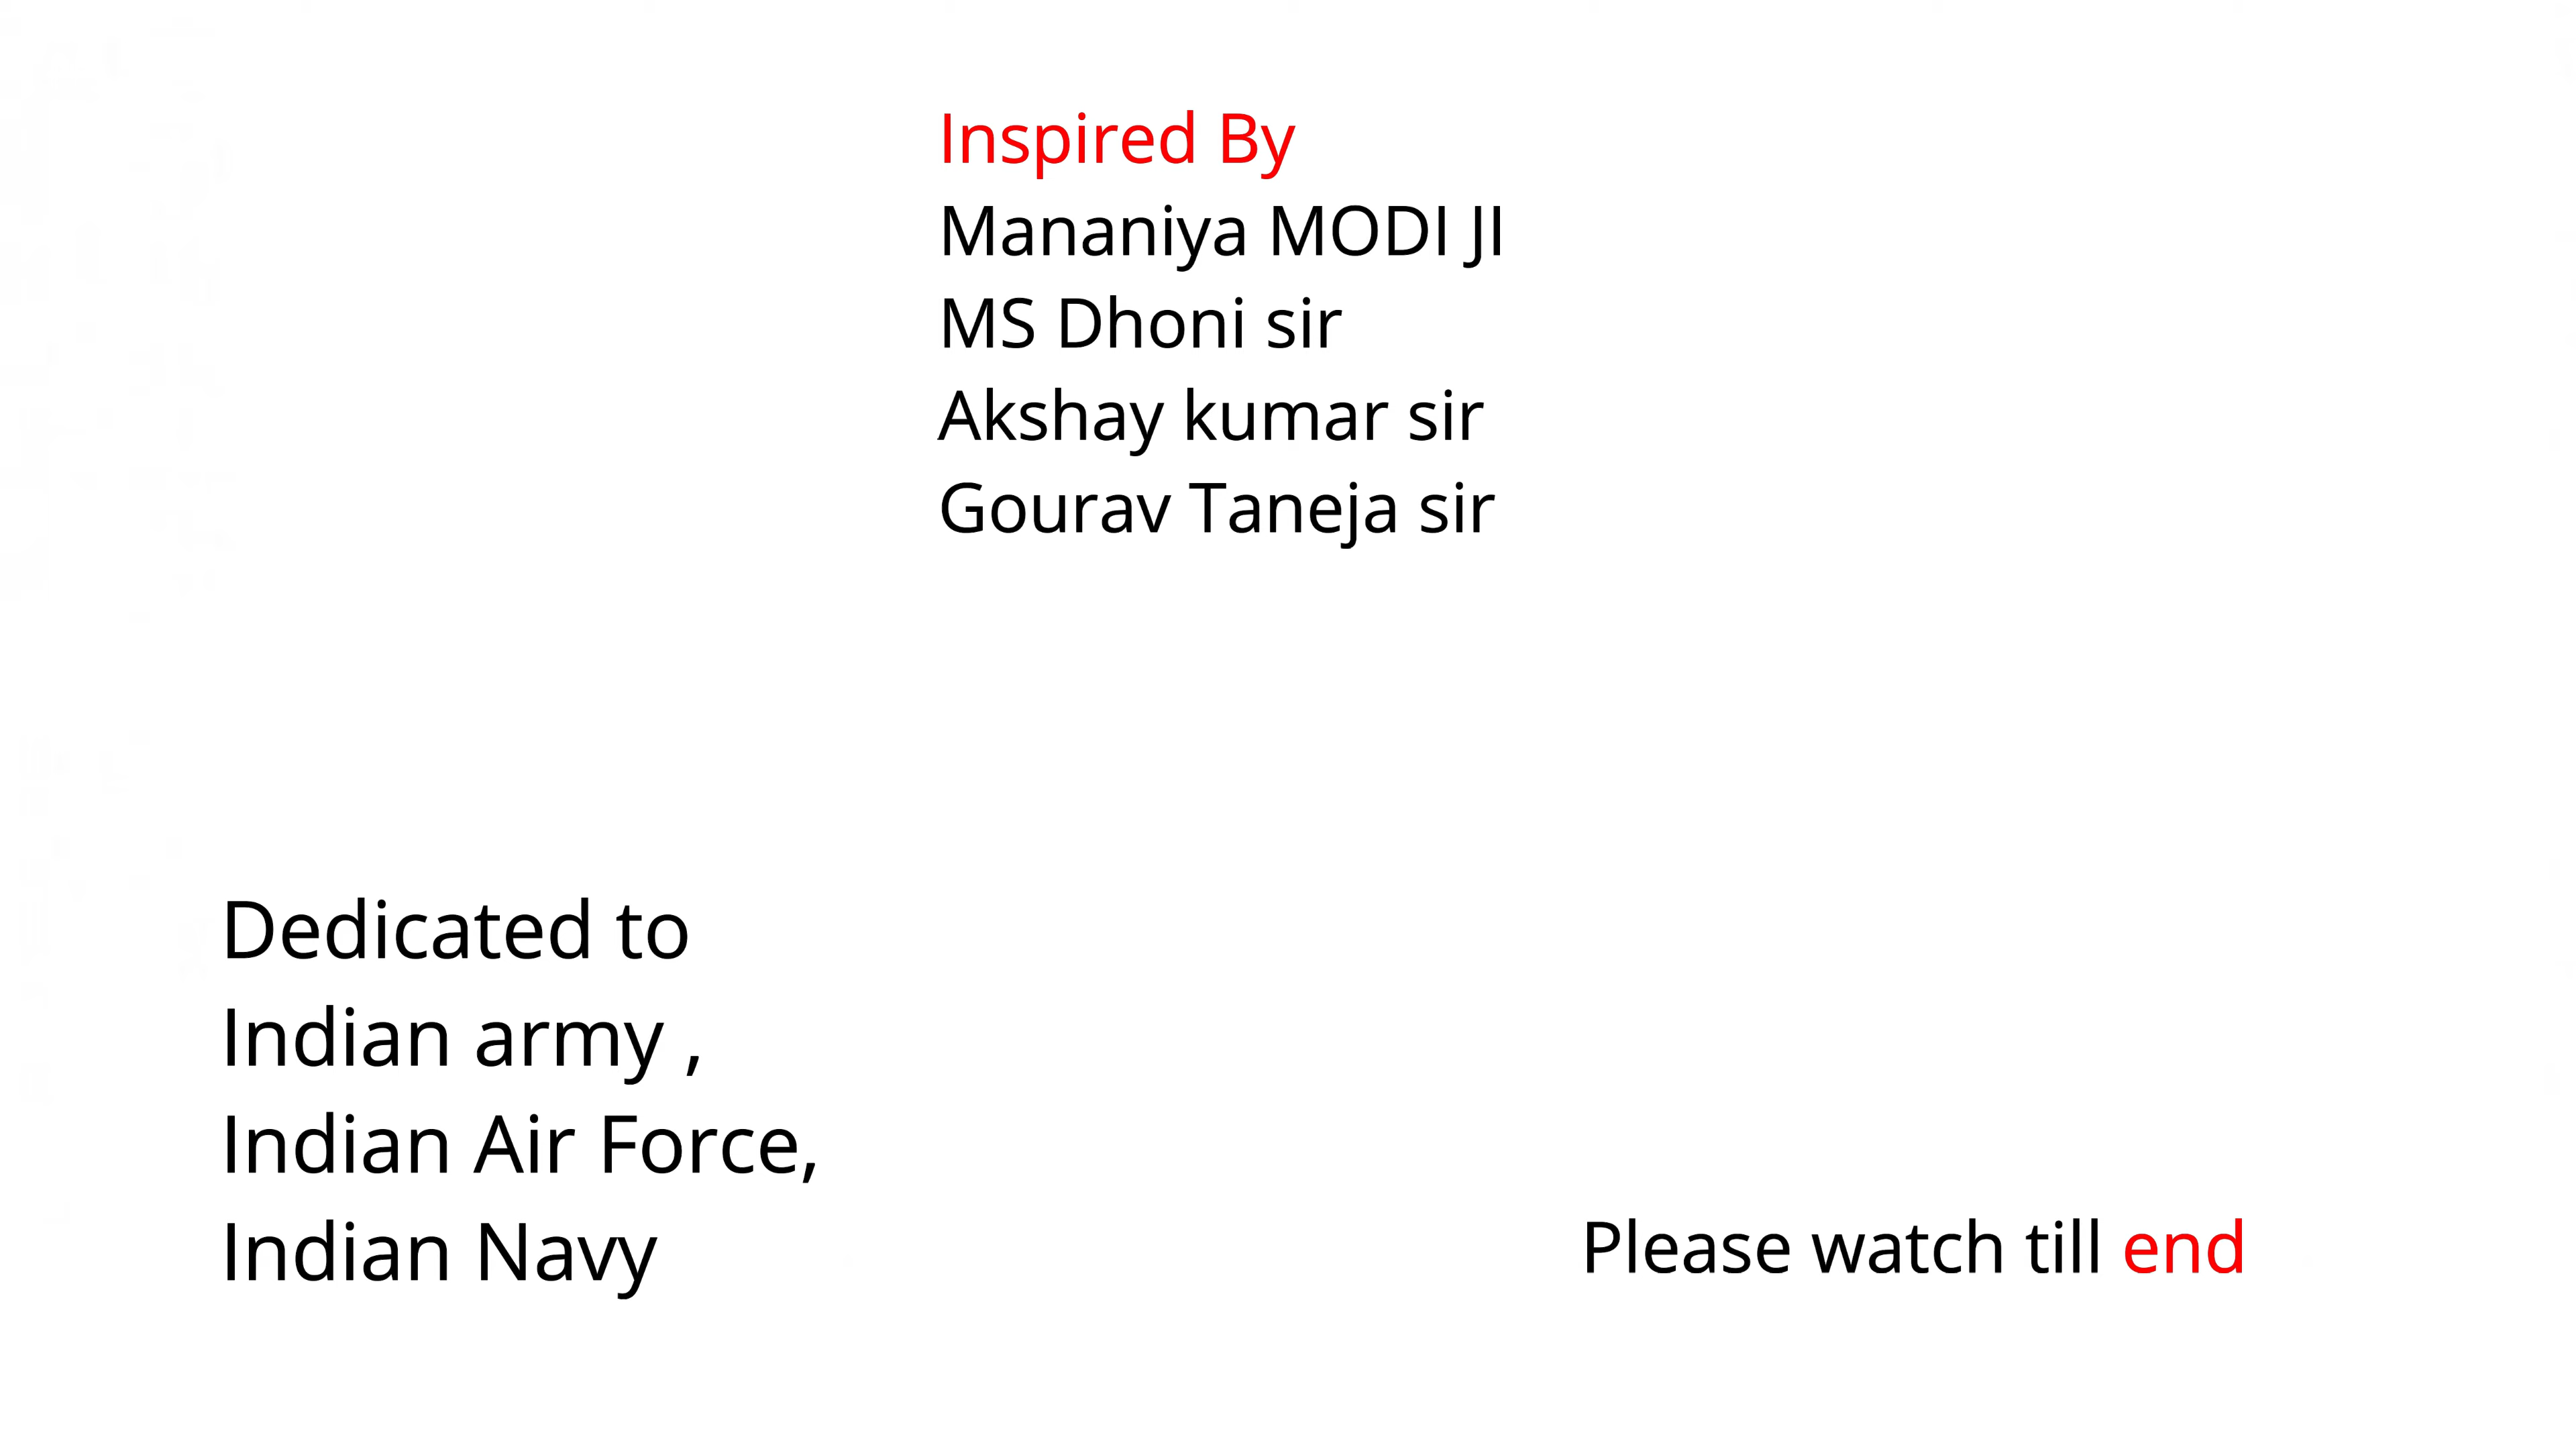 Inspired By
Mananiya MODI JI
MS Dhoni sir
Akshay kumar sir
Gourav Taneja sir
Dedicated to
Indian army ,
Indian Air Force,
Indian Navy
Please watch till end